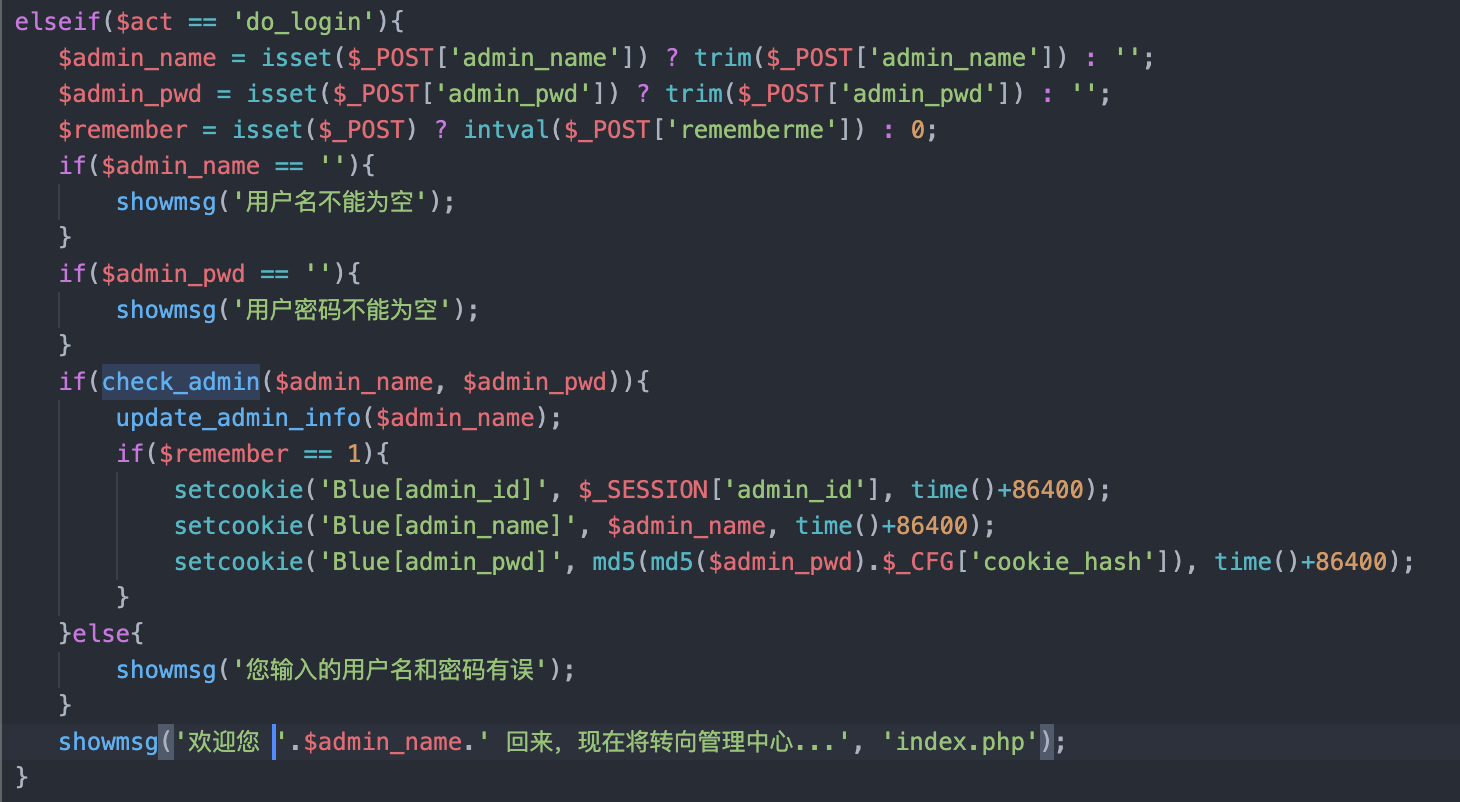 elseif($act == 'do_login'){
    $admin_name = isset($_POST['admin_name']) ? trim($_POST['admin_name']) : '';
    $admin_pwd = isset($_POST['admin_pwd']) ? trim($_POST['admin_pwd']) : '';
    $remember = isset($_POST) ? intval($_POST['rememberme']) : 0;
    if($admin_name == ''){
        showmsg('用户名不能为空');
    }
    if($admin_pwd == ''){
        showmsg('用户密码不能为空');
    }
    if(check_admin($admin_name, $admin_pwd)){
        update_admin_info($admin_name);
        if($remember == 1){
            setcookie('Blue[admin_id]', $_SESSION['admin_id'], time()+86400);
            setcookie('Blue[admin_name]', $admin_name, time()+86400);
            setcookie('Blue[admin_pwd]', md5(md5($admin_pwd).$_CFG['cookie_hash']), time()+86400);
        }
    }else{
        showmsg('您输入的用户名和密码有误');
    }
    showmsg('欢迎您 '.$admin_name.' 回来，现在将转向管理中心...', 'index.php');
}